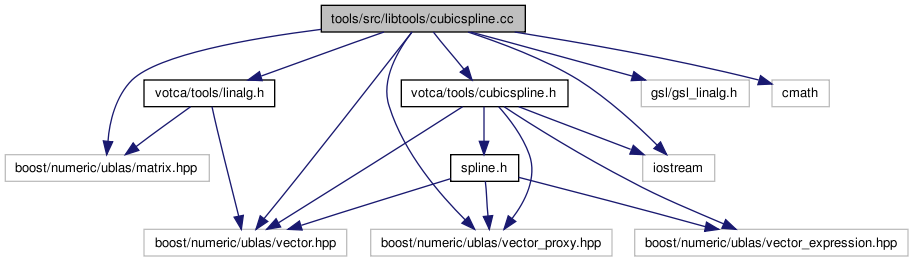 tools/src/libtools/cubicspline.cc
votca/tools/linalg.h
votca/tools/cubicspline.h
gsl/gsl_linalg.h
cmath
boost/numeric/ublas/matrix.hpp
spline.h
iostream
boost/numeric/ublas/vector.hpp
boost/numeric/ublas/vector_proxy.hpp
boost/numeric/ublas/vector_expression.hpp